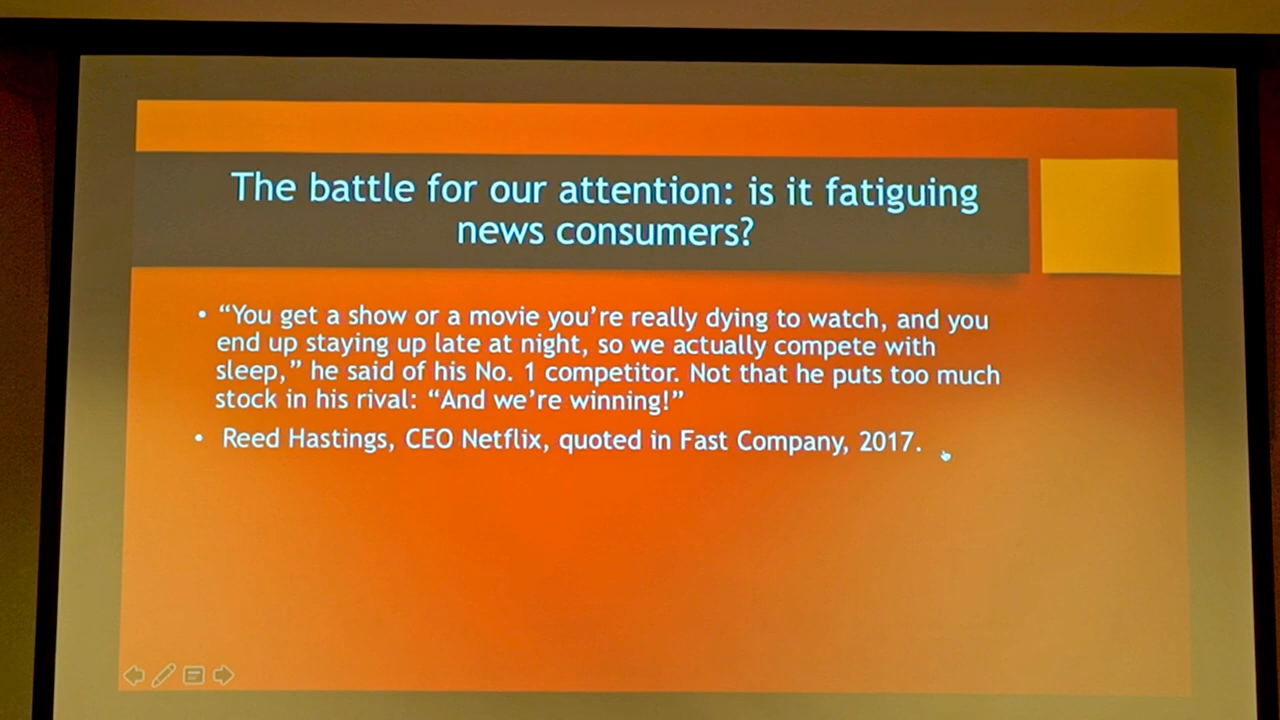 The battle for our attention: is it fatiguing
news consumers?
• “You get a show or a movie you’re really dying to watch, and you
end up staying up late at night, so we actually compete with
sleep,” he said of his No. 1 competitor. Not that he puts too much
stock in his rival: “And we’re winning!”
• Reed Hastings, CEO Netflix, quoted in Fast Company, 2017.